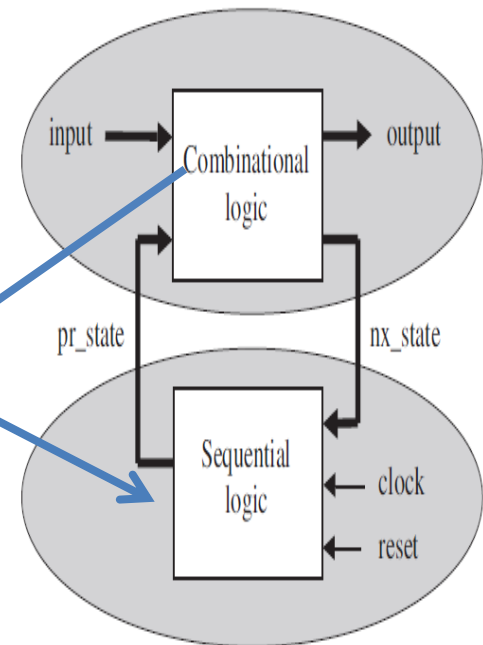 input
Combinational
logic
output
pr_state
nx_state
Sequential
logic
clock
reset